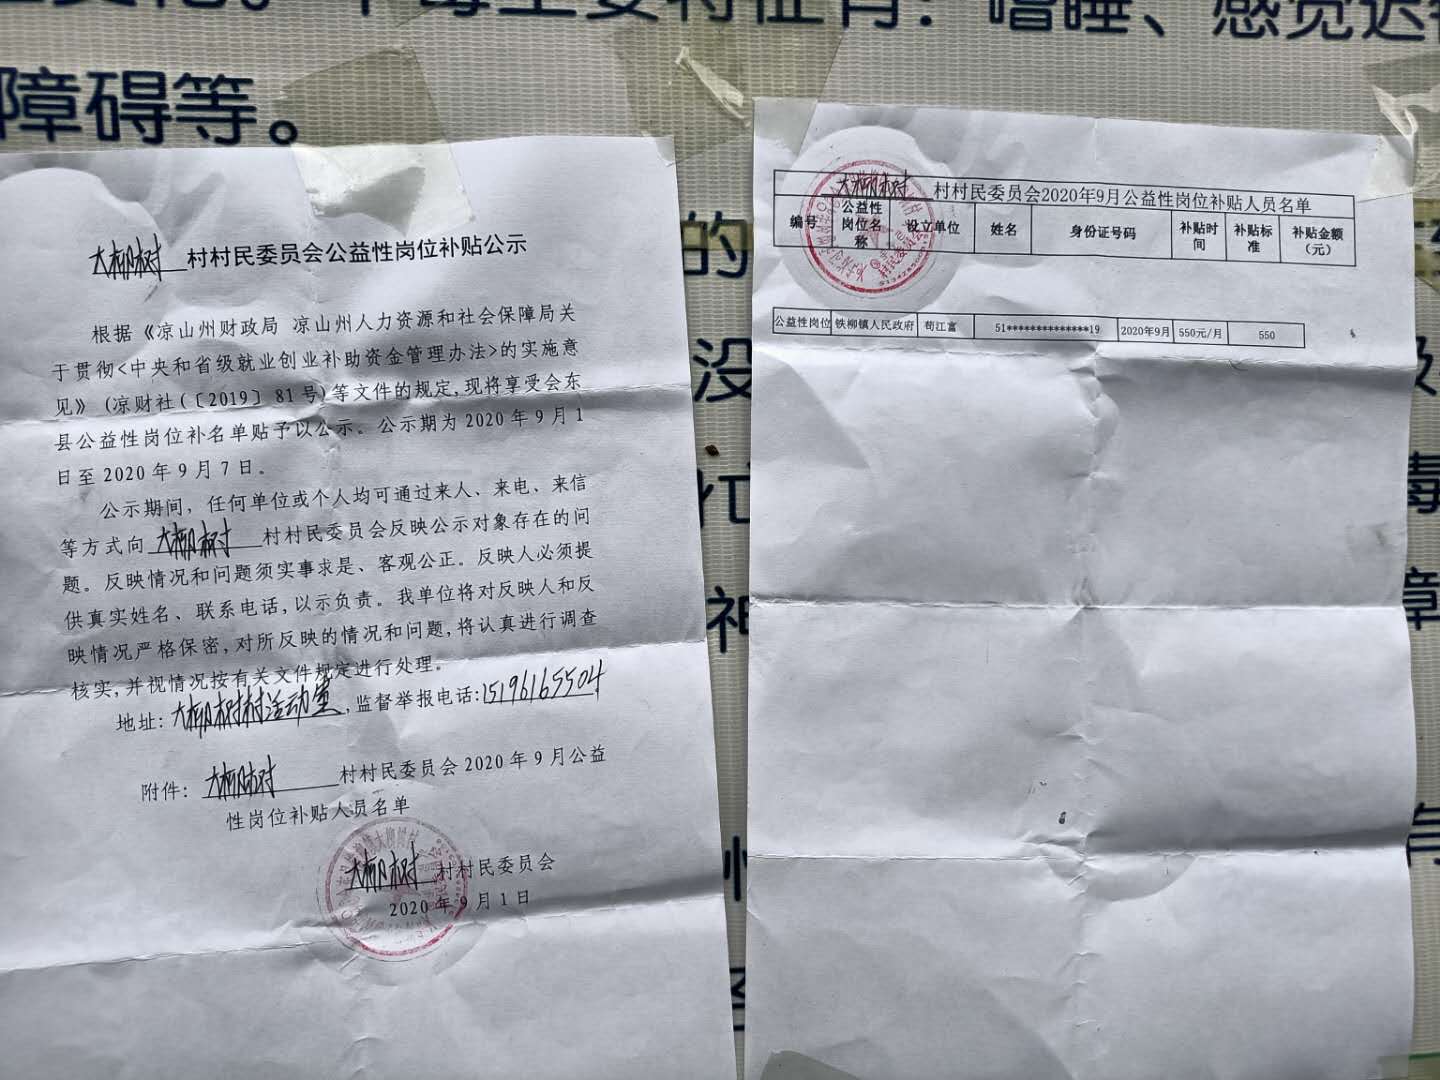 障碍等。
大柳树村村民委员会公益性岗位补贴公示
根据《凉山州财政局 凉山州人力资源和社会保障局关
于贯彻<中央和省级就业创业补助资金管理办法>的实施意
见》（凉财社(〔2019〕81号)等文件的规定,现将享受会东
县公益性岗位补名单贴予以公示。公示期为2020年9月1
日至2020年9月7日。
公示期间，任何单位或个人均可通过来人、来电、来信
等方式向大柳树村村民委员会反映公示对象存在的问
题。反映情况和问题须实事求是、客观公正。反映人必须提
供真实姓名、联系电话,以示负责。我单位将对反映人和反
映情况严格保密,对所反映的情况和问题,将认真进行调查
核实,并视情况按有关文件规定进行处理。
地址:大柳树村活动室,监督举报电话:15196165504
附件:大柳树村村民委员会2020年9月公益
性岗位补贴人员名单
大柳树村村民委员会
2020年9月1日
大柳树村村民委员会2020年9月公益性岗位补贴人员名单
编号 公益性岗位名称 设立单位 姓名 身份证号码 补贴时间 补贴标准 补贴金额（元）
公益性岗位 铁柳镇人民政府 苟江富 51**************19 2020年9月 550元/月 550